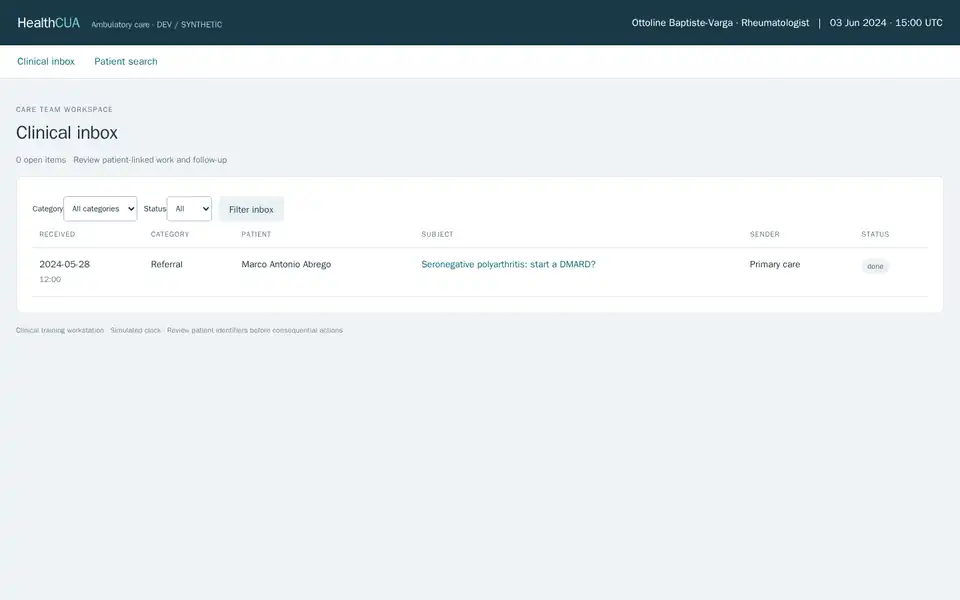 HealthCUA Ambulatory care · DEV / SYNTHETIC Ottoline Baptiste-Varga · Rheumatologist | 03 Jun 2024 · 15:00 UTC
Clinical inbox Patient search
CARE TEAM WORKSPACE
Clinical inbox
0 open items Review patient-linked work and follow-up
Category All categories Status All Filter inbox
RECEIVED CATEGORY PATIENT SUBJECT SENDER STATUS
2024-05-28 Referral Marco Antonio Abrego Seronegative polyarthritis: start a DMARD? Primary care done
12:00
Clinical training workstation · Simulated clock · Review patient identifiers before consequential actions